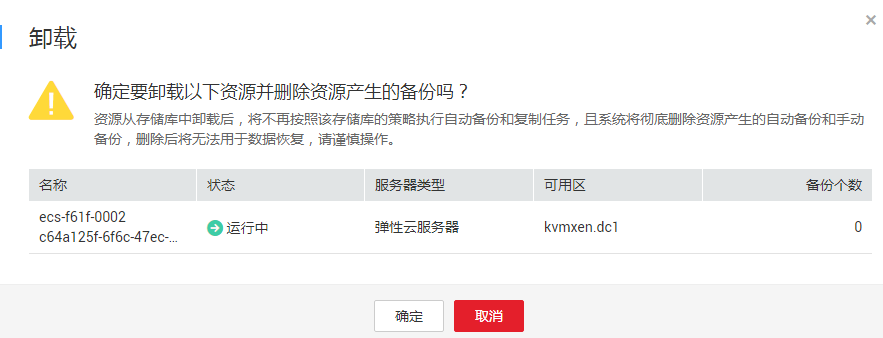 ×
卸载
确定要卸载以下资源并删除资源产生的备份吗？
资源从存储库中卸载后，将不再按照该存储库的策略执行自动备份和复制任务，且系统将彻底删除资源产生的自动备份和手动
备份，删除后将无法用于数据恢复，请谨慎操作。
名称 状态 服务器类型 可用区 备份个数
ecs-f61f-0002
c64a125f-6f6c-47ec-... 运行中 弹性云服务器 kvmxen.dc1 0
确定 取消